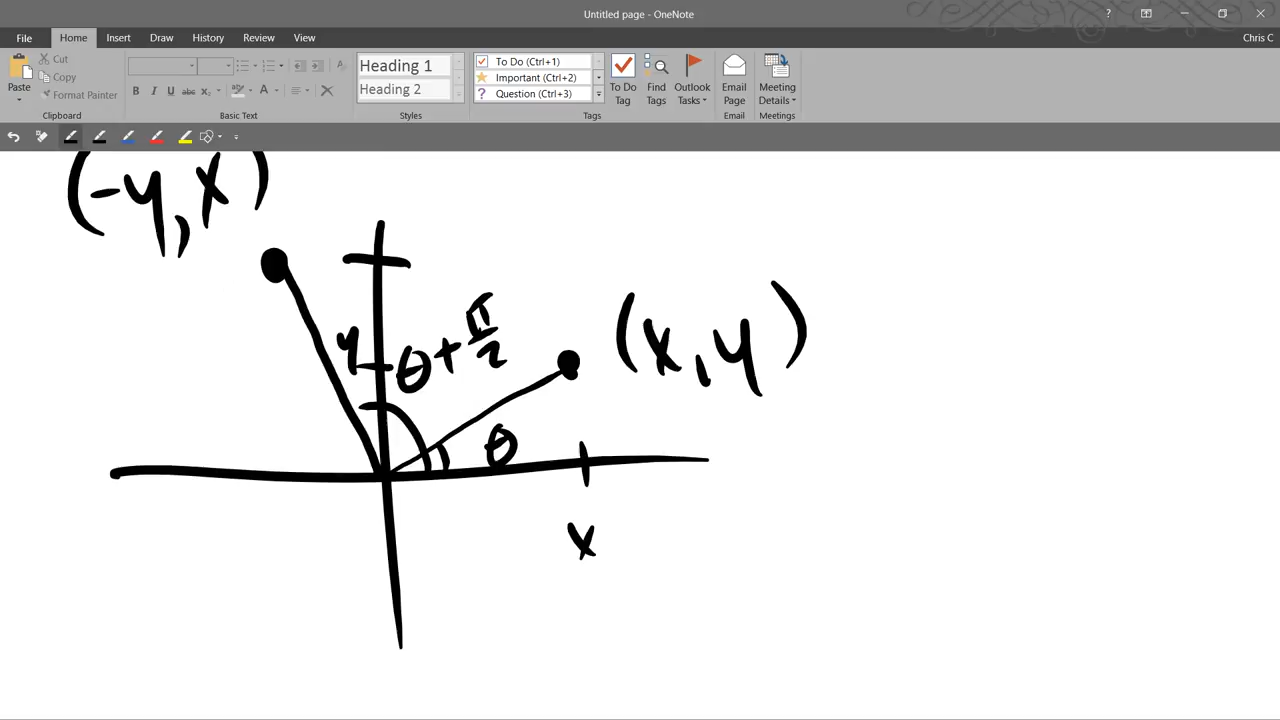 Untitled page - OneNote
?
File Home Insert Draw History Review View
Chris C
Paste
Cut
Copy
Format Painter
Clipboard
B I U abc x₂ A
Basic Text
Heading 1
Heading 2
Styles
To Do (Ctrl+1)
Important (Ctrl+2)
? Question (Ctrl+3)
To Do Tag
Find Tags
Outlook Tasks
Tags
Email Page
Email
Meeting Details
Meetings
(-y, x)
y
θ + π/2
(x, y)
θ
x